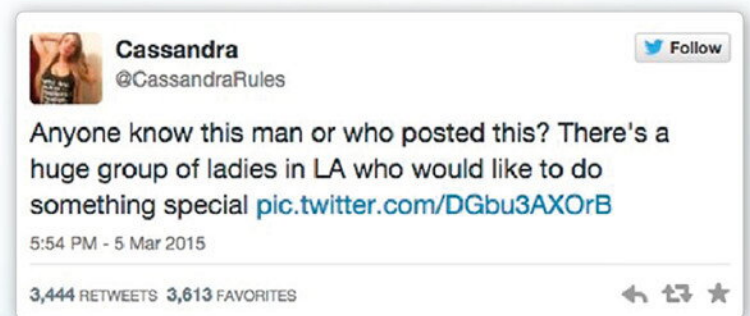 Cassandra
Follow
@CassandraRules
Anyone know this man or who posted this? There's a
huge group of ladies in LA who would like to do
something special pic.twitter.com/DGbu3AXOrB
5:54 PM - 5 Mar 2015
3,444 RETWEETS 3,613 FAVORITES